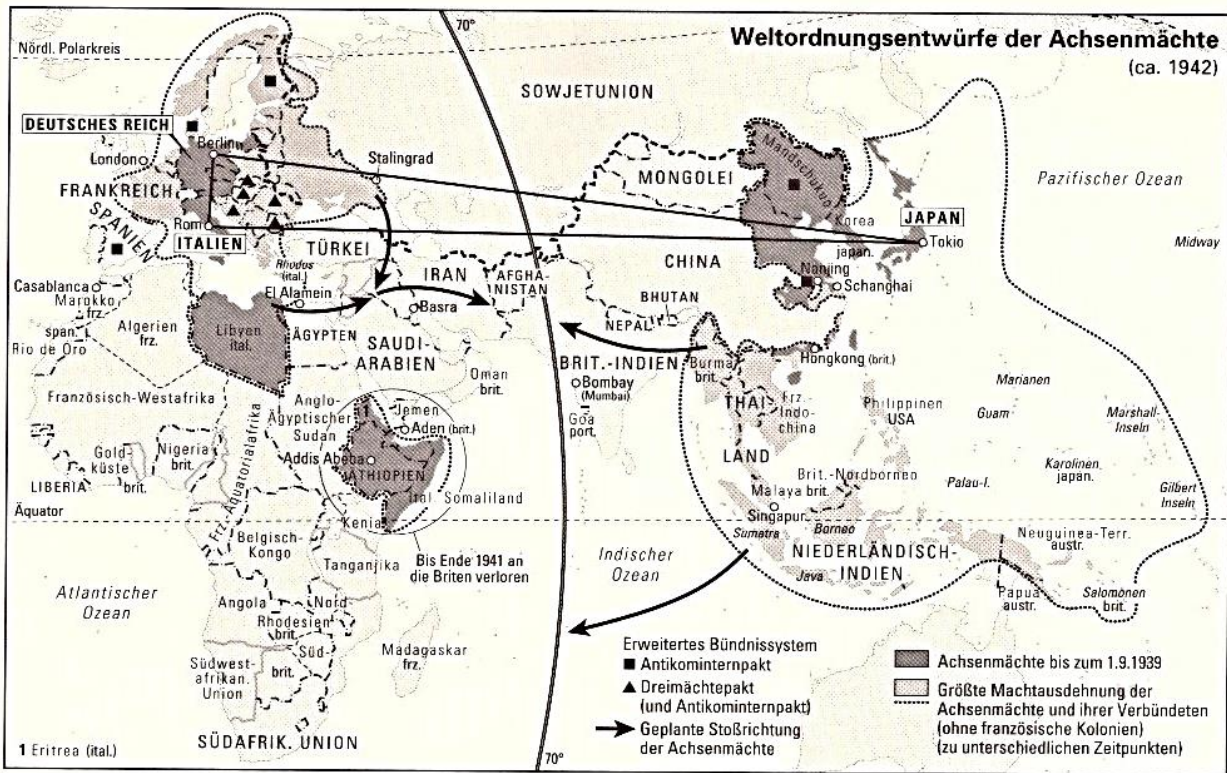 Weltordnungsentwürfe der Achsenmächte
(ca. 1942)
70°
Nördl. Polarkreis
SOWJETUNION
DEUTSCHES REICH
Berlin
London
Stalingrad
FRANKREICH
MONGOLEI
Mandschukuo
Pazifischer Ozean
SPANIEN
Rom
ITALIEN
TÜRKEI
Korea
japan.
JAPAN
Tokio
Midway
Rhodos
(ital.)
IRAN
AFGHA-
NISTAN
CHINA
Nanjing
Schanghai
Casablanca
Marokko
frz.
El Alamein
Basra
BHUTAN
NEPAL
span.
Rio de Oro
Algerien
frz.
Libyen
ital.
ÄGYPTEN
SAUDI-
ARABIEN
BRIT.-INDIEN
Burma
brit.
Hongkong (brit.)
Oman
brit.
Bombay
(Mumbai)
Goa
port.
THAI
LAND
Frz.
Indo-
china
Philippinen
USA
Marianen
Guam
Marshall-
Inseln
Französisch-Westafrika
Anglo-
Ägyptischer
Sudan
Jemen
Aden (brit.)
Gold-
küste
brit.
Nigeria
brit.
Frz. Äquatorialafrika
Addis Abeba
ÄTHIOPIEN
ital. Somaliland
LIBERIA
Brit.-Nordborneo
Malaya brit.
Palau-I.
Karolinen
japan.
Gilbert
Inseln
Äquator
Kenia
Singapur
Sumatra
Borneo
Belgisch-
Kongo
Bis Ende 1941 an
die Briten verloren
Tanganjika
Indischer
Ozean
NIEDERLÄNDISCH-
INDIEN
Java
Neuguinea-Terr.
austr.
Papua
austr.
Salomonen
brit.
Atlantischer
Ozean
Angola
Nord-
Rhodesien
brit.
Süd-
brit.
Madagaskar
frz.
Südwest-
afrikan.
Union
SÜDAFRIK. UNION
1 Eritrea (ital.)
1
Erweitertes Bündnissystem
Antikominternpakt
Dreimächtepakt
(und Antikominternpakt)
Geplante Stoßrichtung
der Achsenmächte
Achsenmächte bis zum 1.9.1939
Größte Machtausdehnung der
Achsenmächte und ihrer Verbündeten
(ohne französische Kolonien)
(zu unterschiedlichen Zeitpunkten)
70°